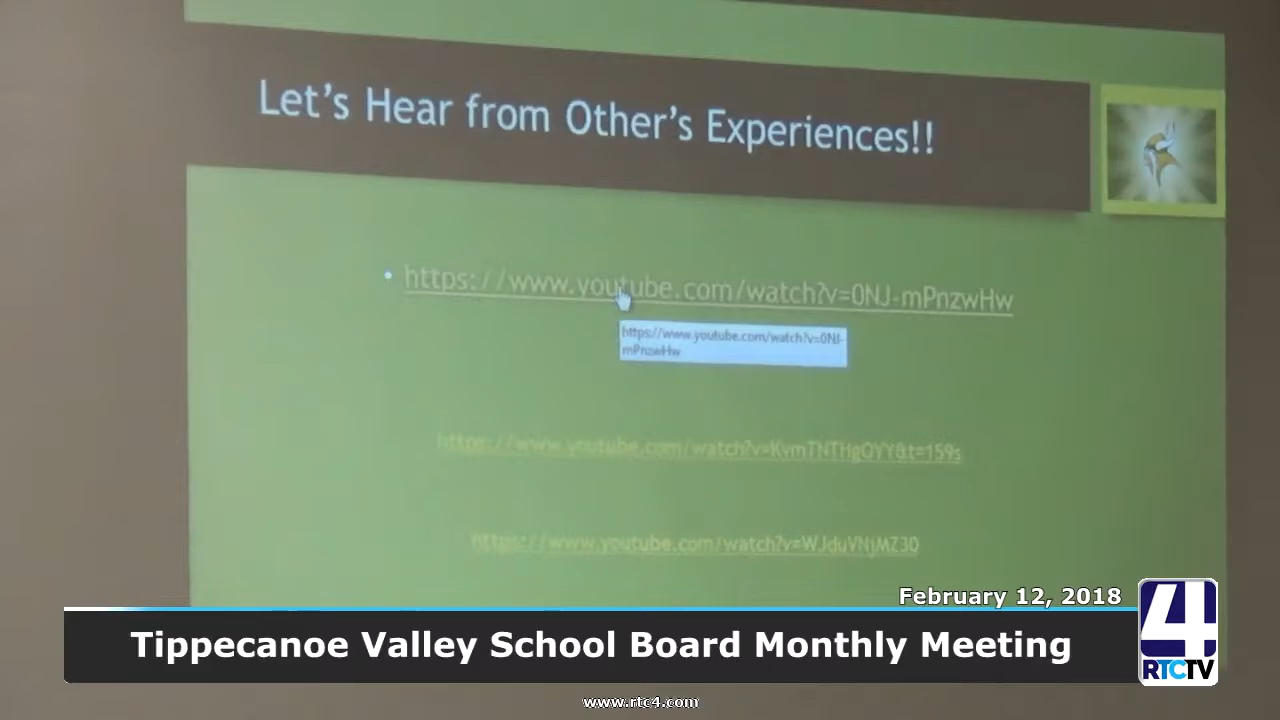 Let's Hear from Other's Experiences!!
• https://www.youtube.com/watch?v=0NJ-mPnzwHw
https://www.youtube.com/watch?v=0NJ-
mPnzwHw
https://www.youtube.com/watch?v=KvmTNTHgOYY&t=159s
https://www.youtube.com/watch?v=WJduVNjMZ30
February 12, 2018
Tippecanoe Valley School Board Monthly Meeting
4
RTCTV
www.rtc4.com